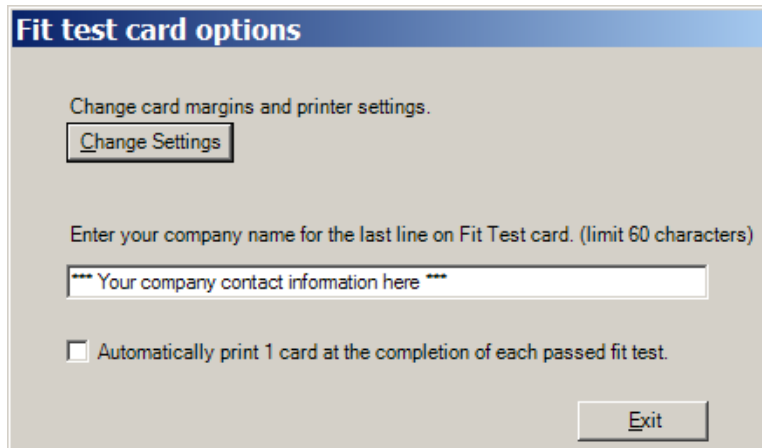 Fit test card options
Change card margins and printer settings.
Change Settings
Enter your company name for the last line on Fit Test card. (limit 60 characters)
*** Your company contact information here ***
Automatically print 1 card at the completion of each passed fit test.
Exit